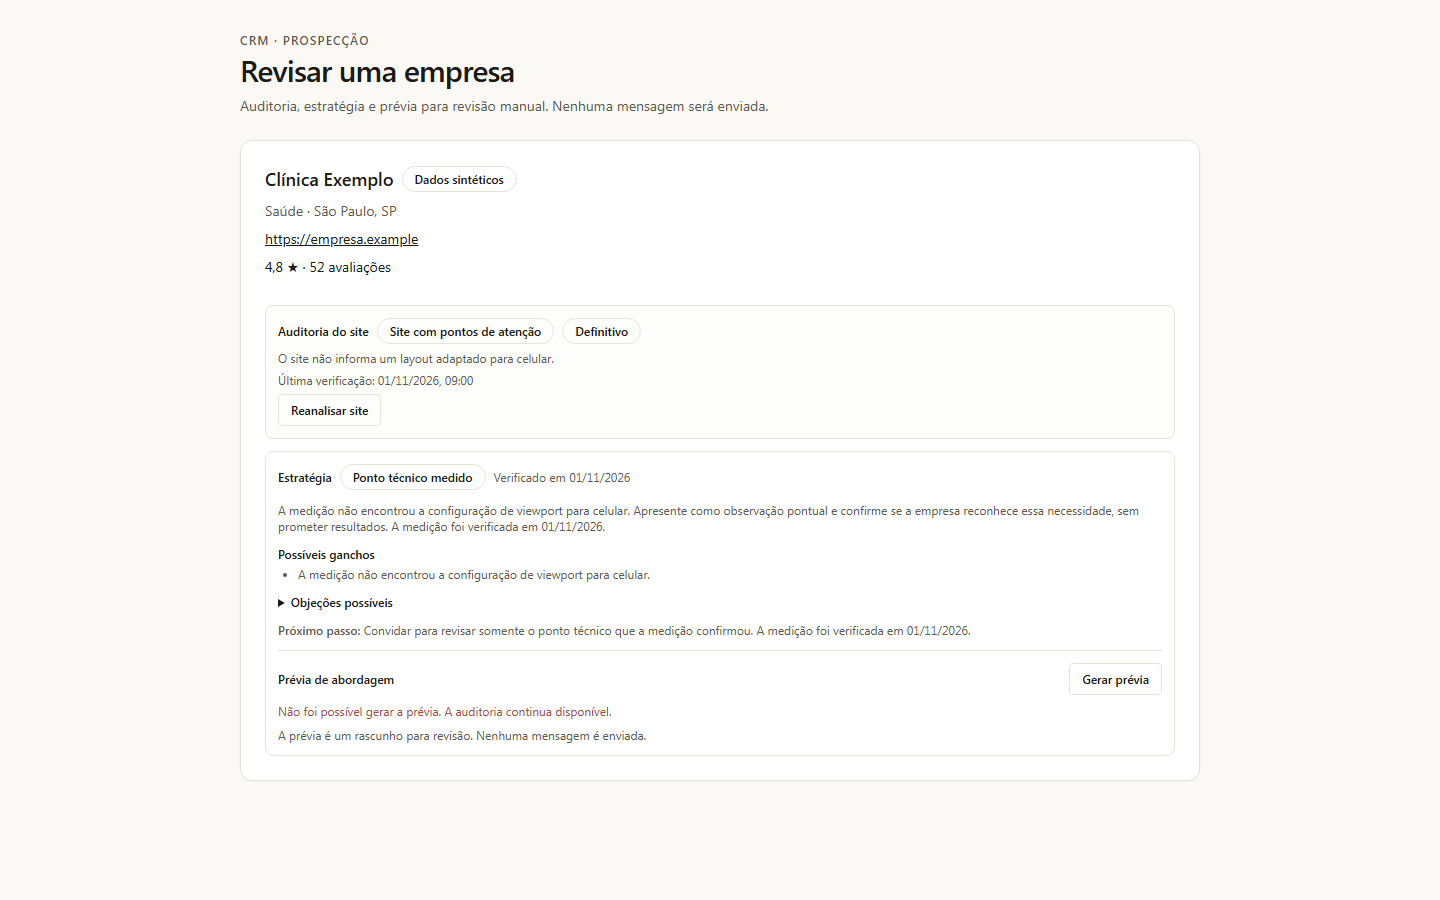 CRM · PROSPECÇÃO
Revisar uma empresa
Auditoria, estratégia e prévia para revisão manual. Nenhuma mensagem será enviada.
Clínica Exemplo
Dados sintéticos
Saúde · São Paulo, SP
https://empresa.example
4,8 ★ · 52 avaliações
Auditoria do site
Site com pontos de atenção
Definitivo
O site não informa um layout adaptado para celular.
Última verificação: 01/11/2026, 09:00
Reanalisar site
Estratégia
Ponto técnico medido
Verificado em 01/11/2026
A medição não encontrou a configuração de viewport para celular. Apresente como observação pontual e confirme se a empresa reconhece essa necessidade, sem
prometer resultados. A medição foi verificada em 01/11/2026.
Possíveis ganchos
• A medição não encontrou a configuração de viewport para celular.
▶ Objeções possíveis
Próximo passo: Convidar para revisar somente o ponto técnico que a medição confirmou. A medição foi verificada em 01/11/2026.
Prévia de abordagem
Gerar prévia
Não foi possível gerar a prévia. A auditoria continua disponível.
A prévia é um rascunho para revisão. Nenhuma mensagem é enviada.